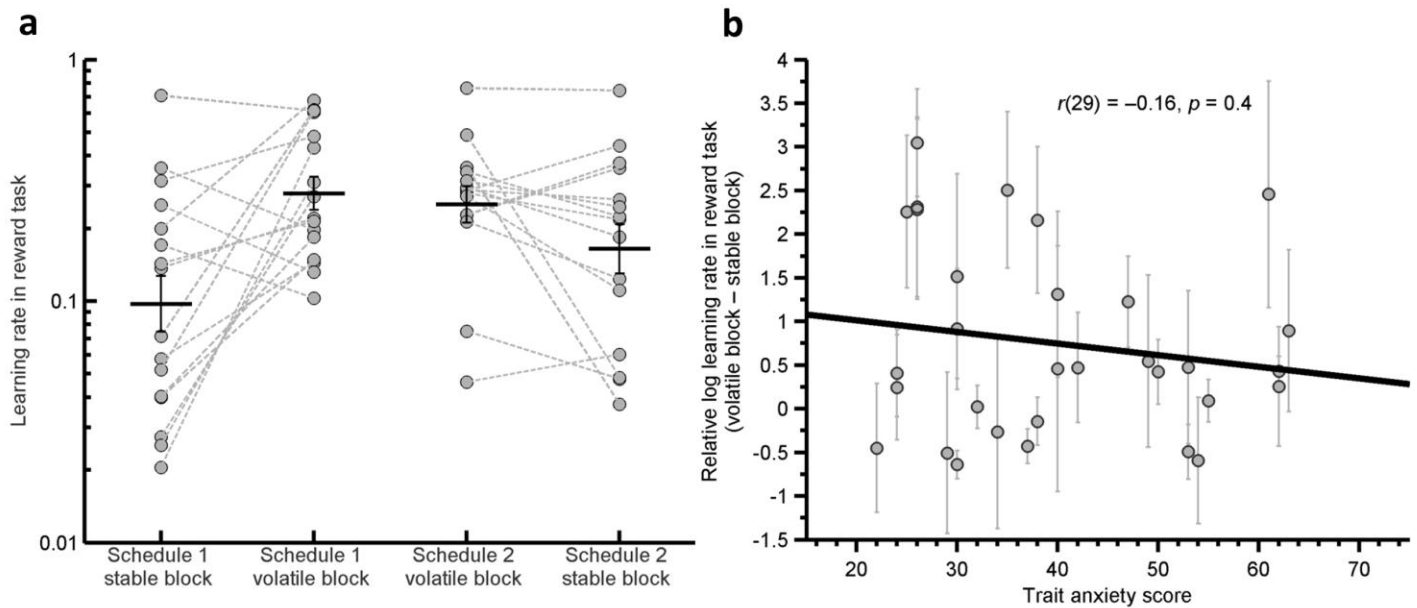 a
Learning rate in reward task
1
0.1
0.01
Schedule 1
stable block
Schedule 1
volatile block
Schedule 2
volatile block
Schedule 2
stable block
b
Relative log learning rate in reward task
(volatile block – stable block)
4
3.5
3
2.5
2
1.5
1
0.5
0
-0.5
-1
-1.5
r(29) = –0.16, p = 0.4
20
30
40
50
60
70
Trait anxiety score